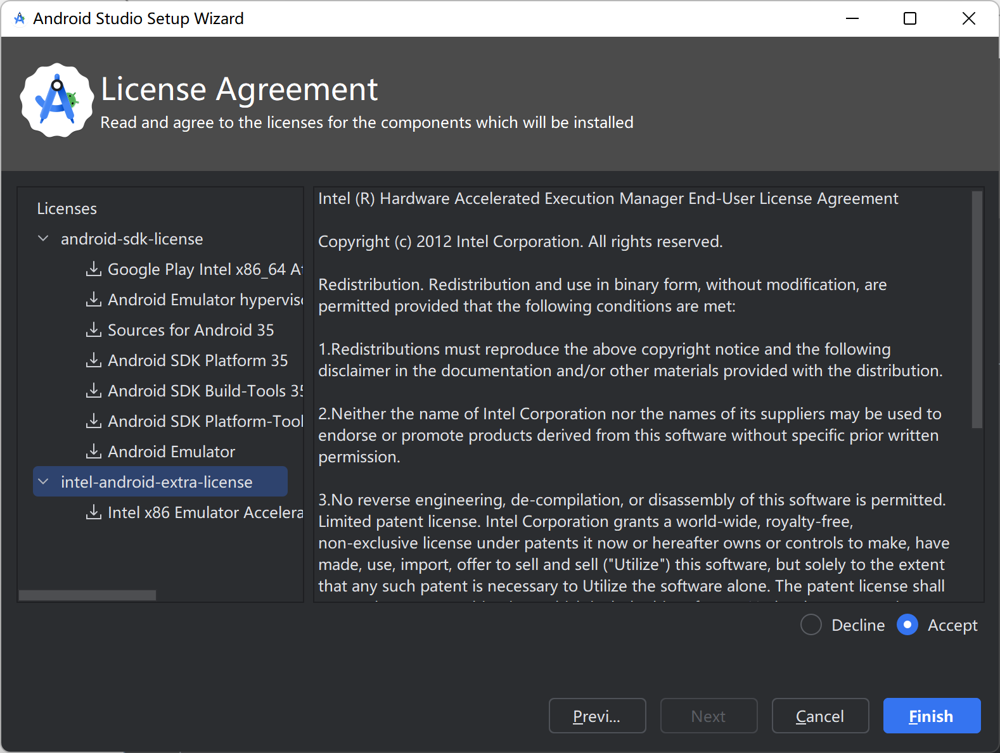 Android Studio Setup Wizard
License Agreement
Read and agree to the licenses for the components which will be installed
Licenses
android-sdk-license
Google Play Intel x86_64 A
Android Emulator hyperviso
Sources for Android 35
Android SDK Platform 35
Android SDK Build-Tools 35
Android SDK Platform-Tool
Android Emulator
intel-android-extra-license
Intel x86 Emulator Accelera
Intel (R) Hardware Accelerated Execution Manager End-User License Agreement
Copyright (c) 2012 Intel Corporation. All rights reserved.
Redistribution. Redistribution and use in binary form, without modification, are
permitted provided that the following conditions are met:
1.Redistributions must reproduce the above copyright notice and the following
disclaimer in the documentation and/or other materials provided with the distribution.
2.Neither the name of Intel Corporation nor the names of its suppliers may be used to
endorse or promote products derived from this software without specific prior written
permission.
3.No reverse engineering, de-compilation, or disassembly of this software is permitted.
Limited patent license. Intel Corporation grants a world-wide, royalty-free,
non-exclusive license under patents it now or hereafter owns or controls to make, have
made, use, import, offer to sell and sell ("Utilize") this software, but solely to the extent
that any such patent is necessary to Utilize the software alone. The patent license shall
Decline
Accept
Previ...
Next
Cancel
Finish